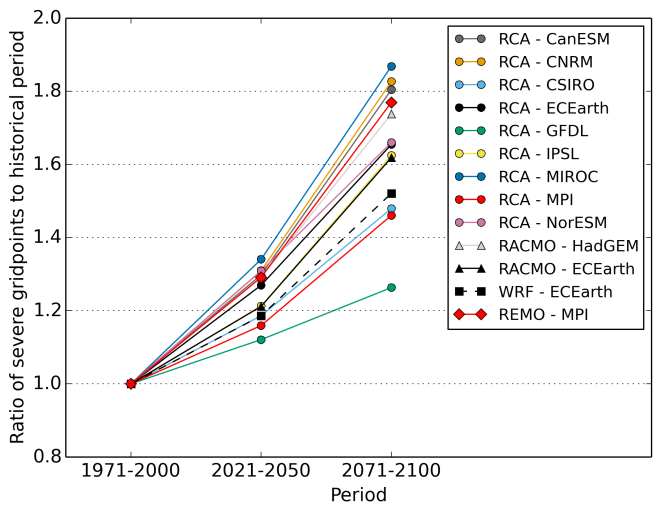 2.0
1.8
1.6
1.4
1.2
1.0
0.8
Ratio of severe gridpoints to historical period
1971-2000 2021-2050 2071-2100
Period
RCA - CanESM
RCA - CNRM
RCA - CSIRO
RCA - ECEarth
RCA - GFDL
RCA - IPSL
RCA - MIROC
RCA - MPI
RCA - NorESM
RACMO - HadGEM
RACMO - ECEarth
WRF - ECEarth
REMO - MPI